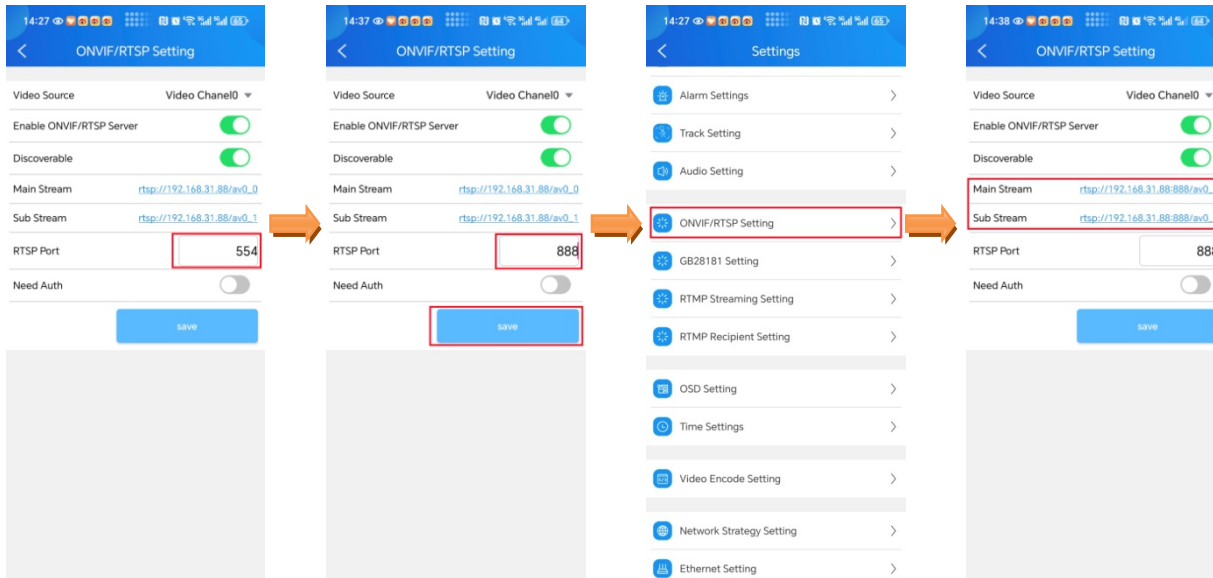 14:27
65
ONVIF/RTSP Setting
Video Source Video Chanel0
Enable ONVIF/RTSP Server
Discoverable
Main Stream rtsp://192.168.31.88/av0_0
Sub Stream rtsp://192.168.31.88/av0_1
RTSP Port 554
Need Auth
save
14:37
64
ONVIF/RTSP Setting
Video Source Video Chanel0
Enable ONVIF/RTSP Server
Discoverable
Main Stream rtsp://192.168.31.88/av0_0
Sub Stream rtsp://192.168.31.88/av0_1
RTSP Port 888
Need Auth
save
14:27
65
Settings
Alarm Settings
Track Setting
Audio Setting
ONVIF/RTSP Setting
GB28181 Setting
RTMP Streaming Setting
RTMP Recipient Setting
OSD Setting
Time Settings
Video Encode Setting
Network Strategy Setting
Ethernet Setting
14:38
64
ONVIF/RTSP Setting
Video Source Video Chanel0
Enable ONVIF/RTSP Server
Discoverable
Main Stream rtsp://192.168.31.88:888/av0_
Sub Stream rtsp://192.168.31.88:888/av0_
RTSP Port 888
Need Auth
save